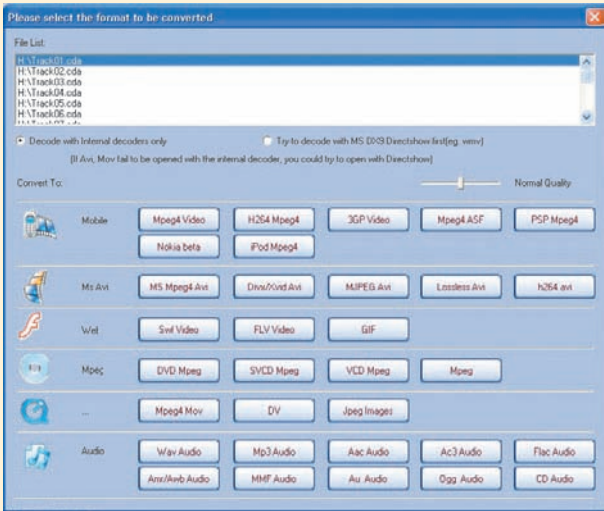 Please select the format to be converted
File List:
H:\Track01.cda
H:\Track02.cda
H:\Track03.cda
H:\Track04.cda
H:\Track05.cda
H:\Track06.cda
Decode with Internal decoders only Try to decode with MS DX9 Directshow first(eg. wmv)
(If Avi, Mov fail to be opened with the internal decoder, you could try to open with Directshow)
Convert To: Normal Quality
Mobile Mpeg4 Video H264 Mpeg4 3GP Video Mpeg4 ASF PSP Mpeg4
Nokia beta iPod Mpeg4
Ms Avi MS Mpeg4 Avi Divx/Xvid Avi MJPEG Avi Lossless Avi h264 avi
Swf Video FLV Video GIF
Mpeg DVD Mpeg SVCD Mpeg VCD Mpeg Mpeg
... Mpeg4 Mov DV Jpeg Images
Audio Wav Audio Mp3 Audio Aac Audio Ac3 Audio Flac Audio
Amr/Awb Audio MMF Audio Au Audio Ogg Audio CD Audio